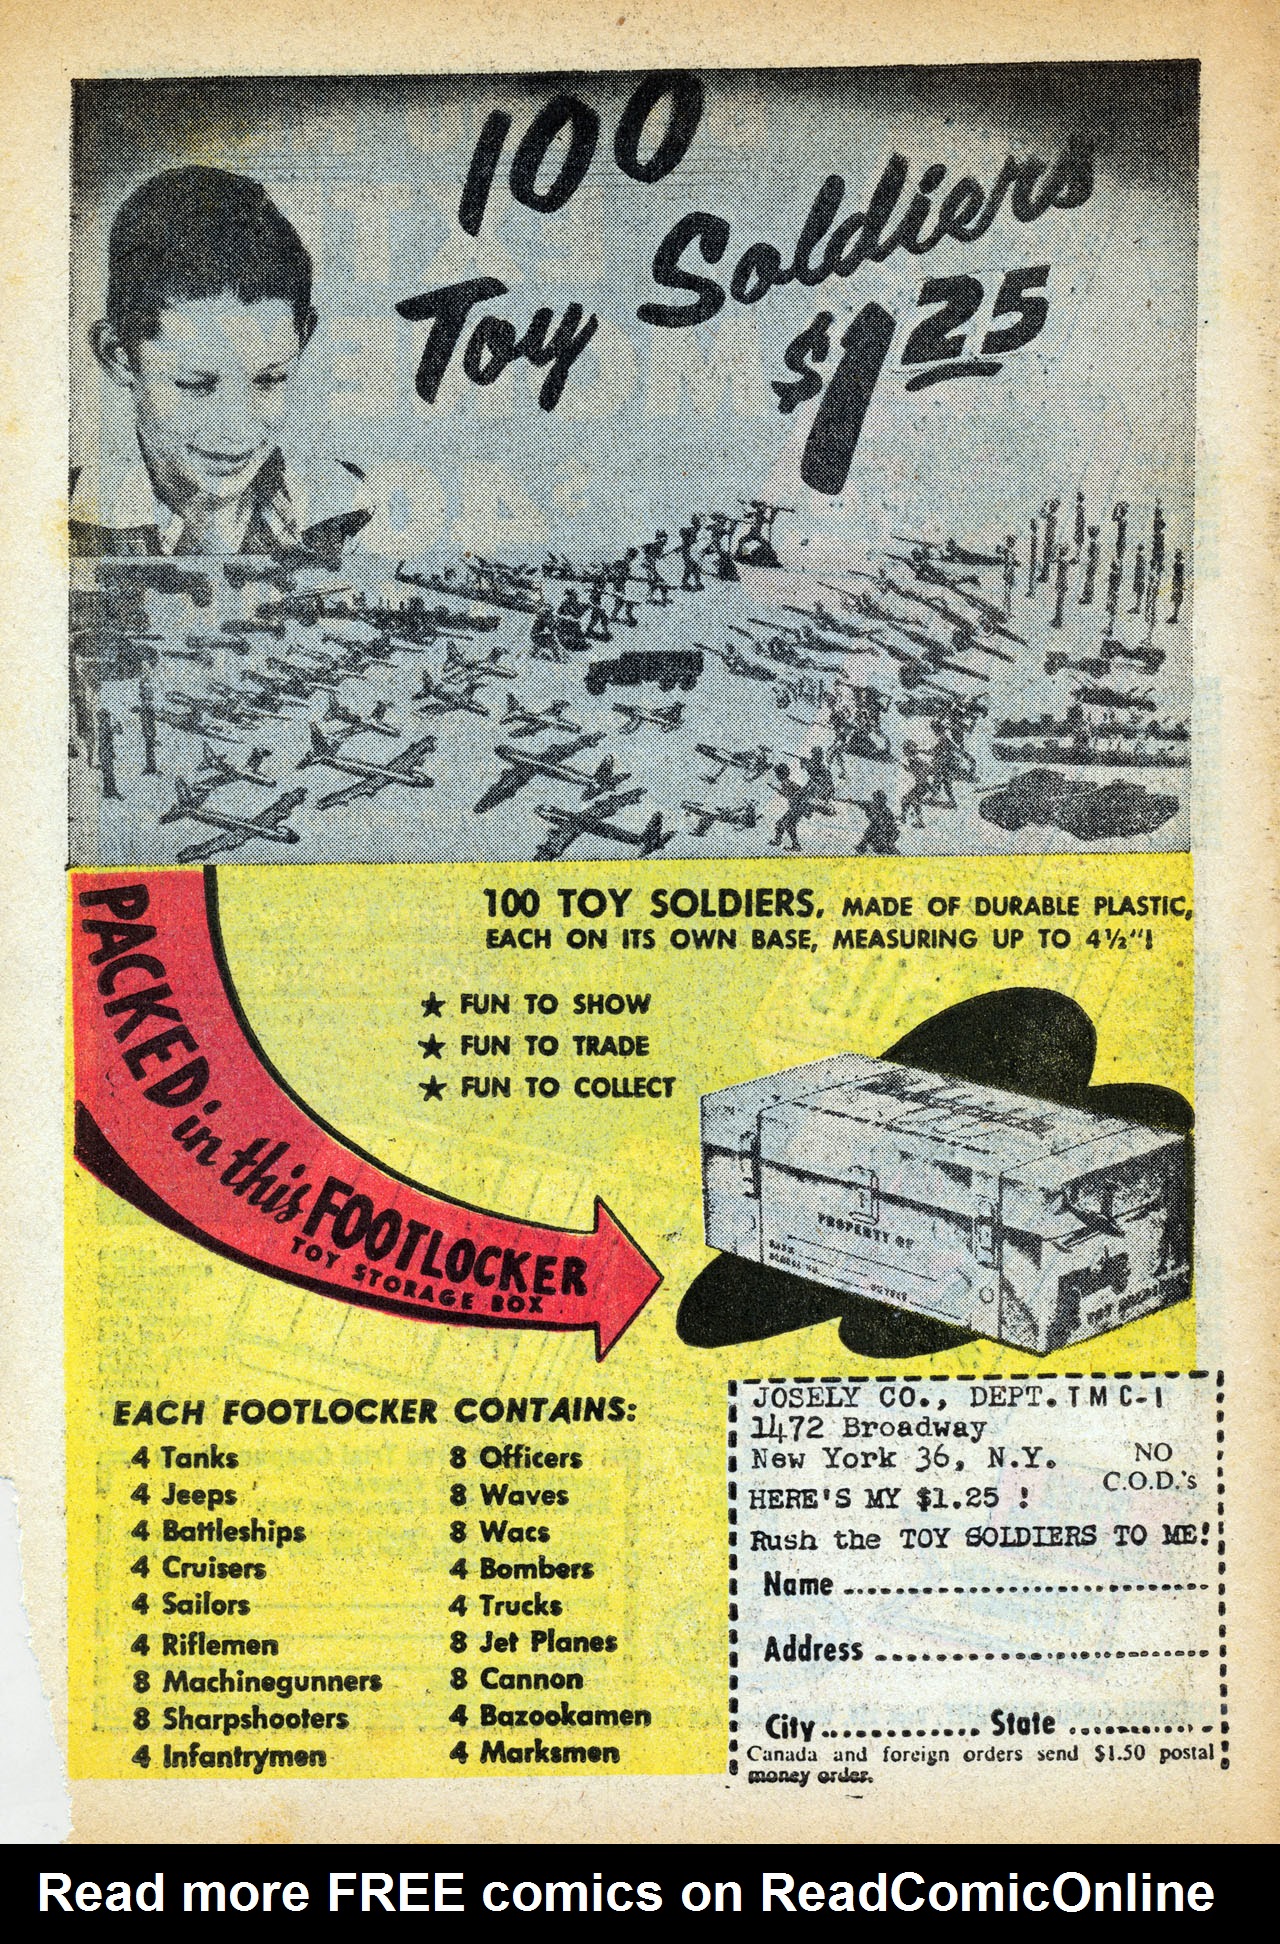 100
Toy Soldiers
$1.25
PACKED in this FOOTLOCKER
TOY STORAGE BOX
100 TOY SOLDIERS, MADE OF DURABLE PLASTIC,
EACH ON ITS OWN BASE, MEASURING UP TO 4½"!
★ FUN TO SHOW
★ FUN TO TRADE
★ FUN TO COLLECT
PROPERTY OF
EACH FOOTLOCKER CONTAINS:
4 Tanks
4 Jeeps
4 Battleships
4 Cruisers
4 Sailors
4 Riflemen
8 Machinegunners
8 Sharpshooters
4 Infantrymen
8 Officers
8 Waves
8 Wacs
4 Bombers
4 Trucks
8 Jet Planes
8 Cannon
4 Bazookamen
4 Marksmen
JOSELY CO., DEPT. TMC-1
1472 Broadway
New York 36, N.Y.
NO
C.O.D.'s
HERE'S MY $1.25 !
Rush the TOY SOLDIERS TO ME!
Name
Address
City State
Canada and foreign orders send $1.50 postal
money order.
Read more FREE comics on ReadComicOnline